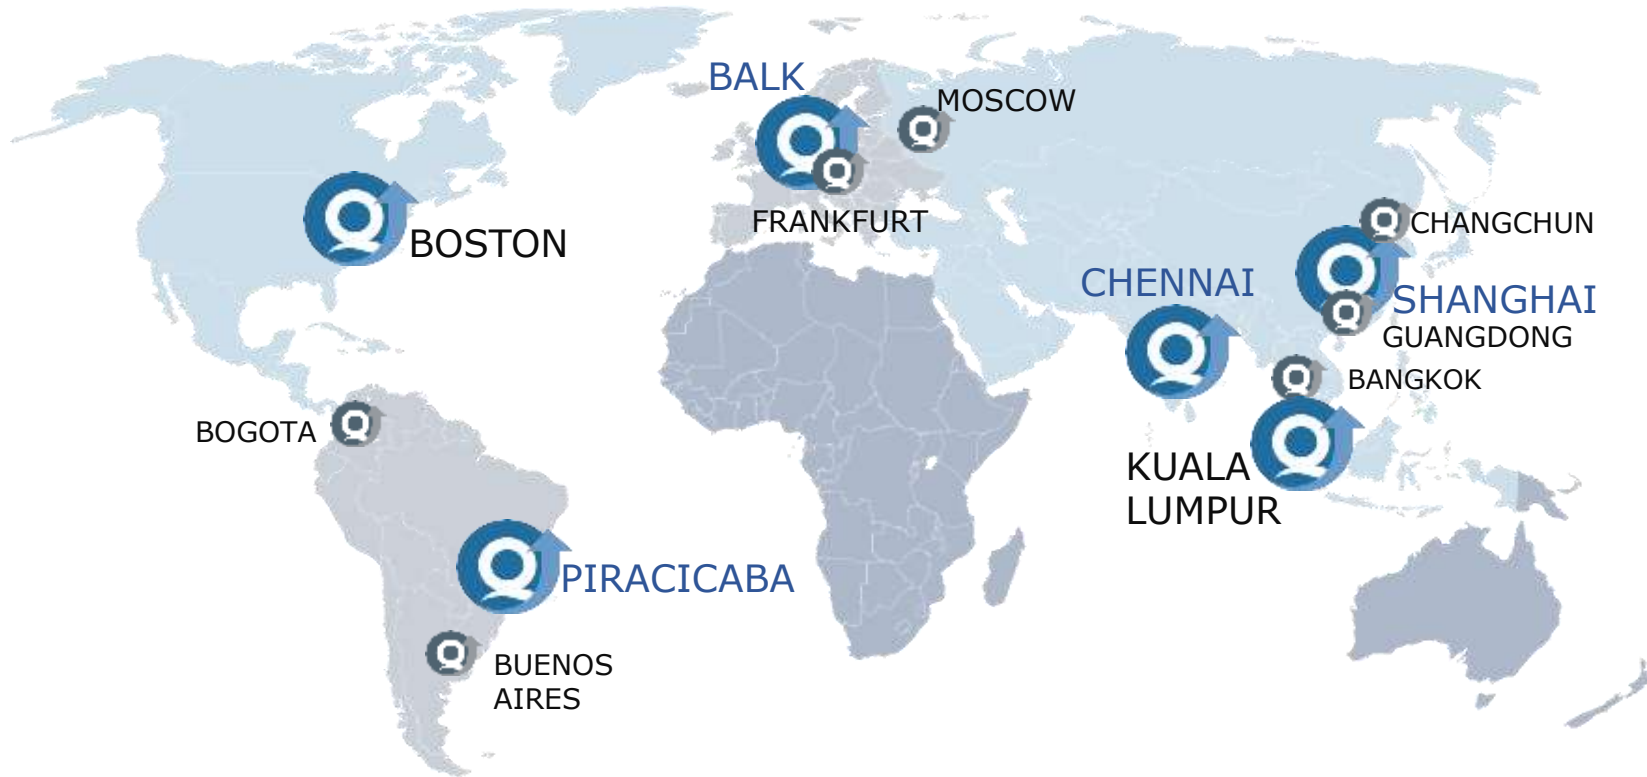 BALK
MOSCOW
FRANKFURT
BOSTON
CHANGCHUN
CHENNAI
SHANGHAI
GUANGDONG
BANGKOK
BOGOTA
KUALA
LUMPUR
PIRACICABA
BUENOS
AIRES